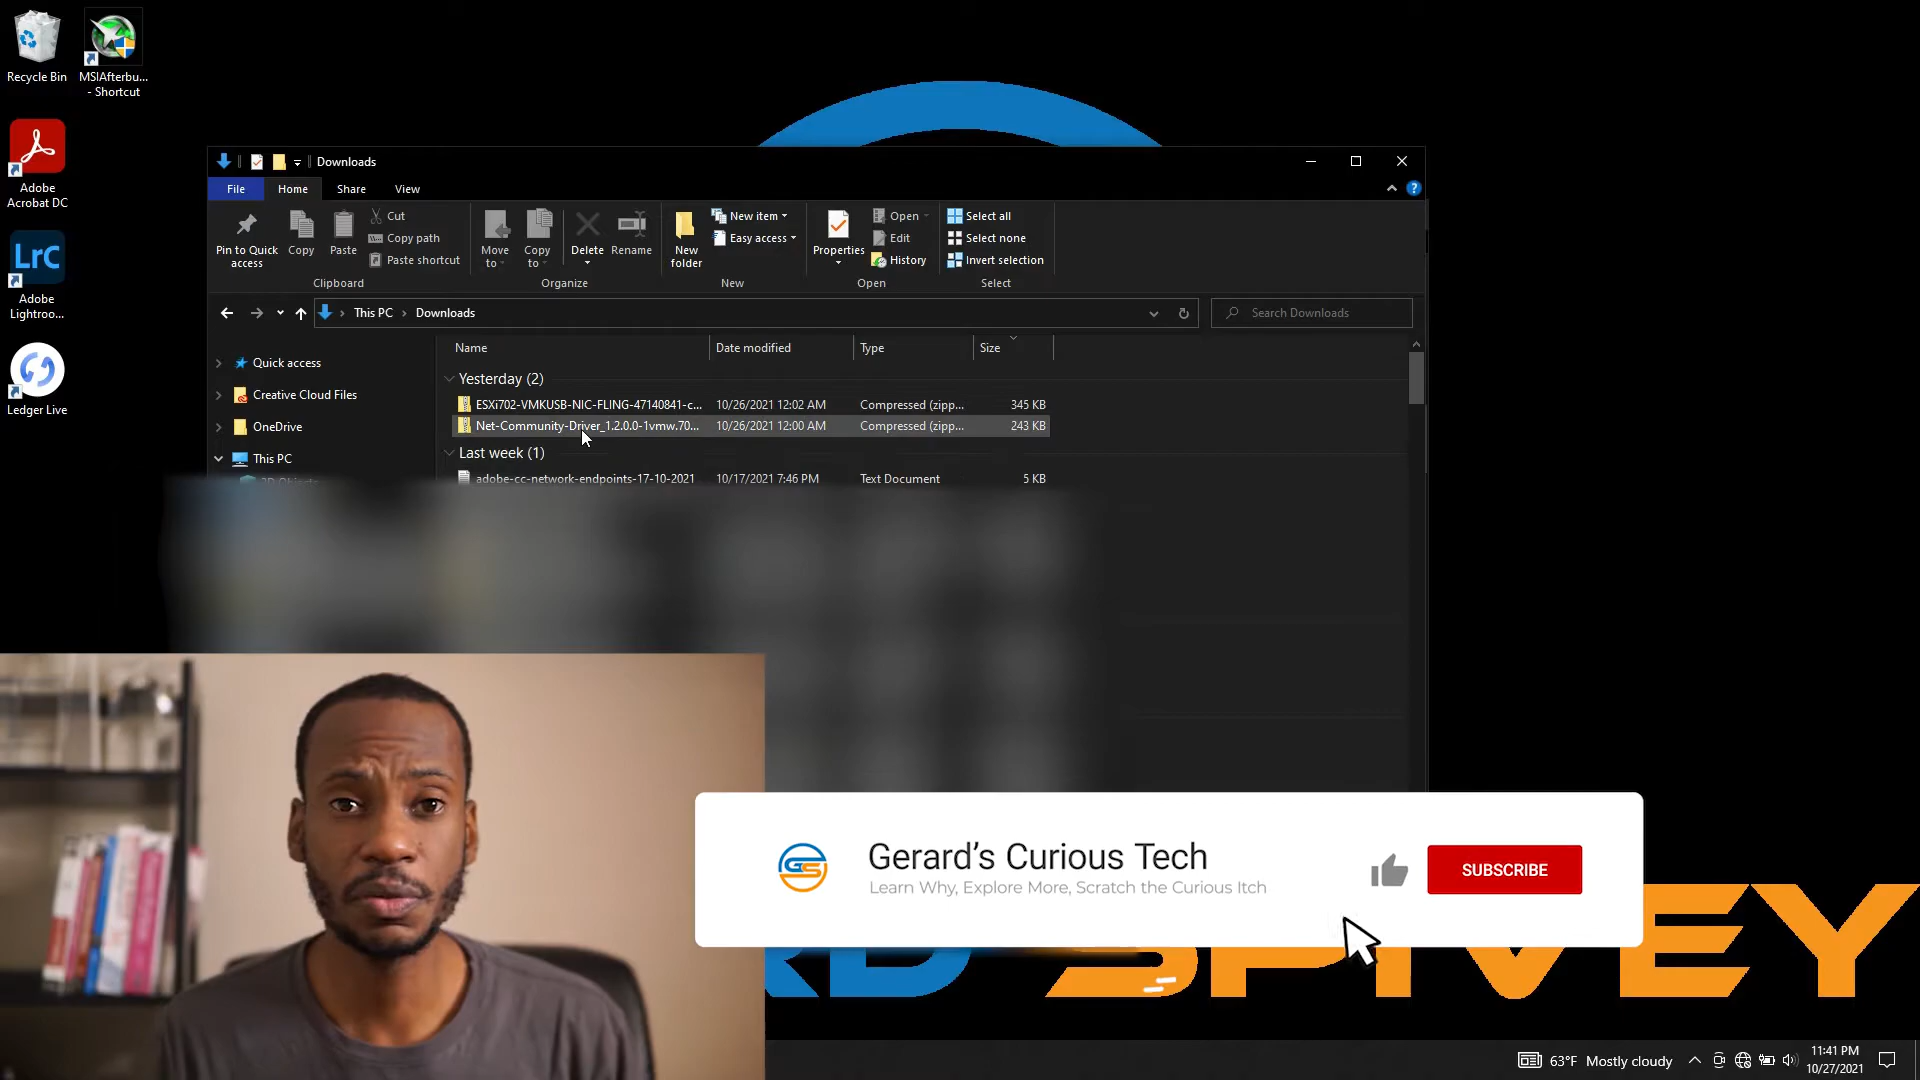 Recycle Bin
MSIAfterbu...
- Shortcut
Adobe
Acrobat DC
LrC
Adobe
Lightroo...
Ledger Live
Downloads
File Home Share View
Pin to Quick
access
Copy
Paste
Cut
Copy path
Paste shortcut
Clipboard
Move
to
Copy
to
Delete
Rename
Organize
New
folder
New item
Easy access
New
Properties
Open
Edit
History
Open
Select all
Select none
Invert selection
Select
This PC > Downloads
Search Downloads
Quick access
Creative Cloud Files
OneDrive
This PC
3D Objects
Name Date modified Type Size
Yesterday (2)
ESXi702-VMKUSB-NIC-FLING-47140841-c... 10/26/2021 12:02 AM Compressed (zipp... 345 KB
Net-Community-Driver_1.2.0.0-1vmw.70... 10/26/2021 12:00 AM Compressed (zipp... 243 KB
Last week (1)
adobe-cc-network-endpoints-17-10-2021 10/17/2021 7:46 PM Text Document 5 KB
GS
Gerard's Curious Tech
Learn Why, Explore More, Scratch the Curious Itch
SUBSCRIBE
RD SPIVEY
63°F Mostly cloudy
11:41 PM
10/27/2021